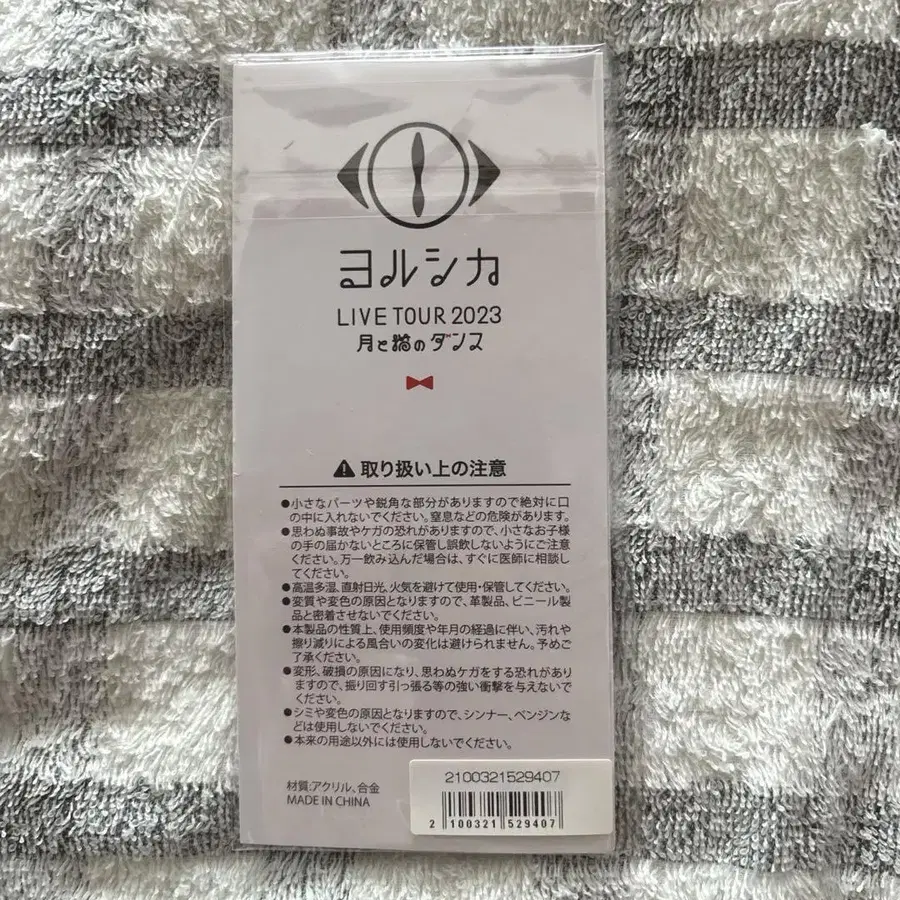 ヨルシカ
LIVE TOUR 2023
月と猫のダンス
取り扱い上の注意
●小さなパーツや鋭角な部分がありますので絶対に口
の中に入れないでください。窒息などの危険があります。
●思わぬ事故やケガの恐れがありますので、小さなお子様
の手の届かないところに保管し誤飲しないようにご注意
ください。万一飲み込んだ場合は、すぐに医師に相談し
てください。
●高温多湿、直射日光、火気を避けて使用・保管してください。
●変質や変色の原因となりますので、革製品、ビニール製
品と密着させないでください。
●本製品の性質上、使用頻度や年月の経過に伴い、汚れや
擦り減りによる風合いの変化は避けられません。予めご
了承ください。
●変形、破損の原因になり、思わぬケガをする恐れがあり
ますので、振り回す引っ張る等の強い衝撃を与えないで
ください。
●シミや変色の原因となりますので、シンナー、ベンジンな
どは使用しないでください。
●本来の用途以外には使用しないでください。
材質:アクリル、合金
MADE IN CHINA
2100321529407
2 100321 529407